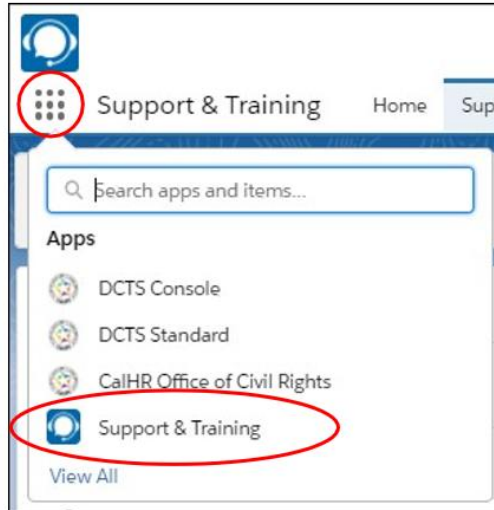 Support & Training Home Sup
Search apps and items...
Apps
DCTS Console
DCTS Standard
CalHR Office of Civil Rights
Support & Training
View All